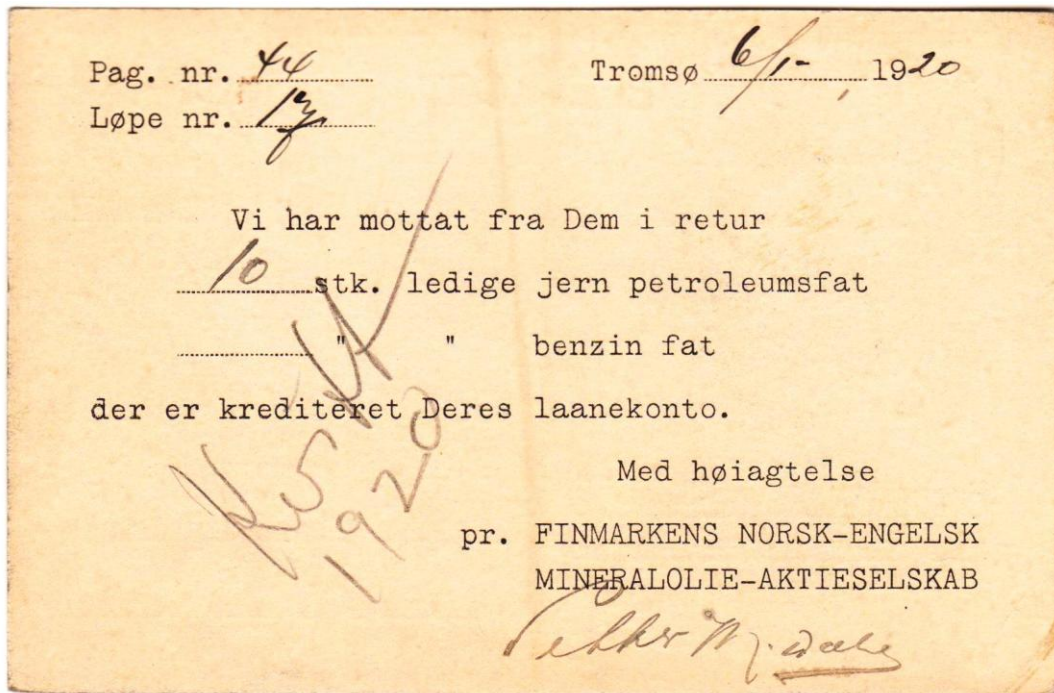 Pag. nr. 44
Tromsø 6/1- 1920
Løpe nr. 17
Vi har mottat fra Dem i retur
10 stk. ledige jern petroleumsfat
" " benzin fat
der er krediteret Deres laanekonto.
1920
Med høiagtelse
pr. FINMARKENS NORSK-ENGELSK
MINERALOLIE-AKTIESELSKAB